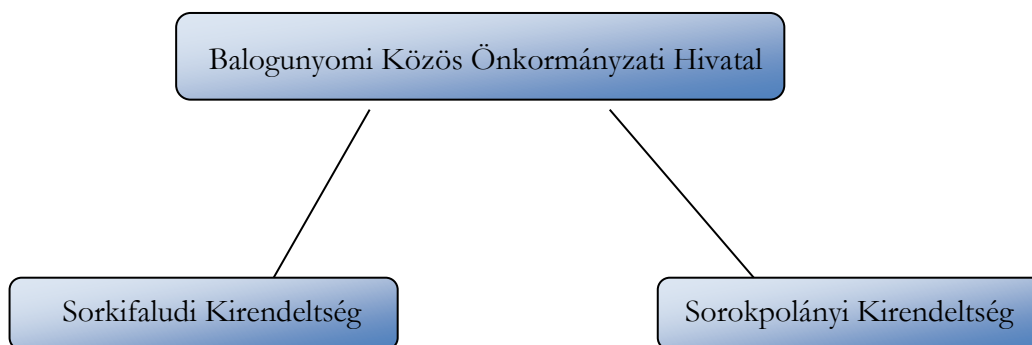 Balogunyomi Közös Önkormányzati Hivatal
Sorkifaludi Kirendeltség
Sorokpolányi Kirendeltség